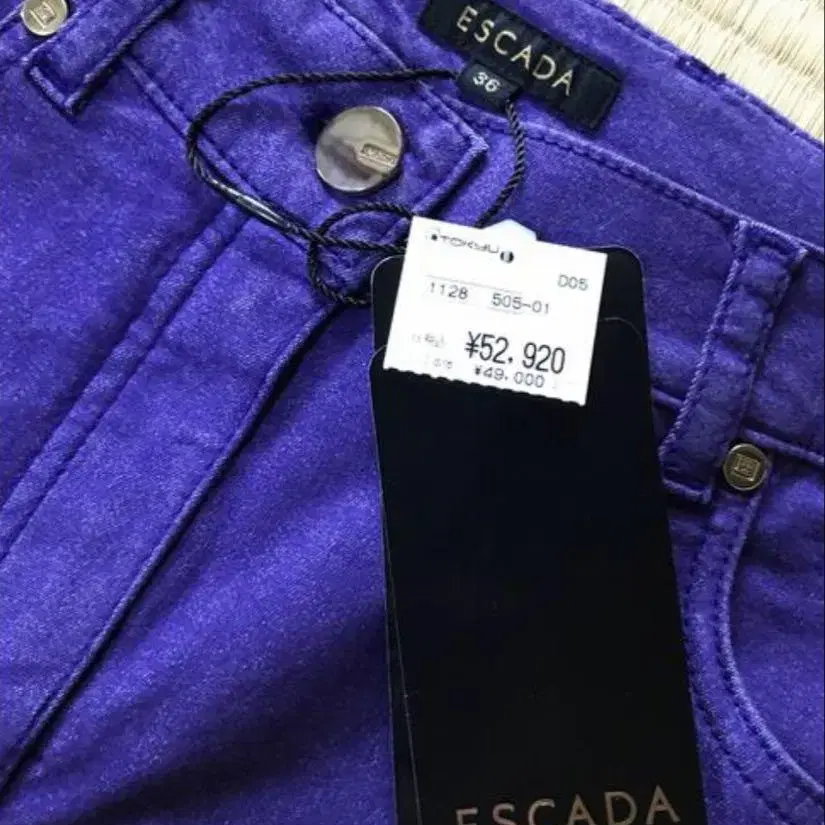 ESCADA
36
TOKYU
D05
1128 505-01
¥52,920
¥49,000
ESCADA